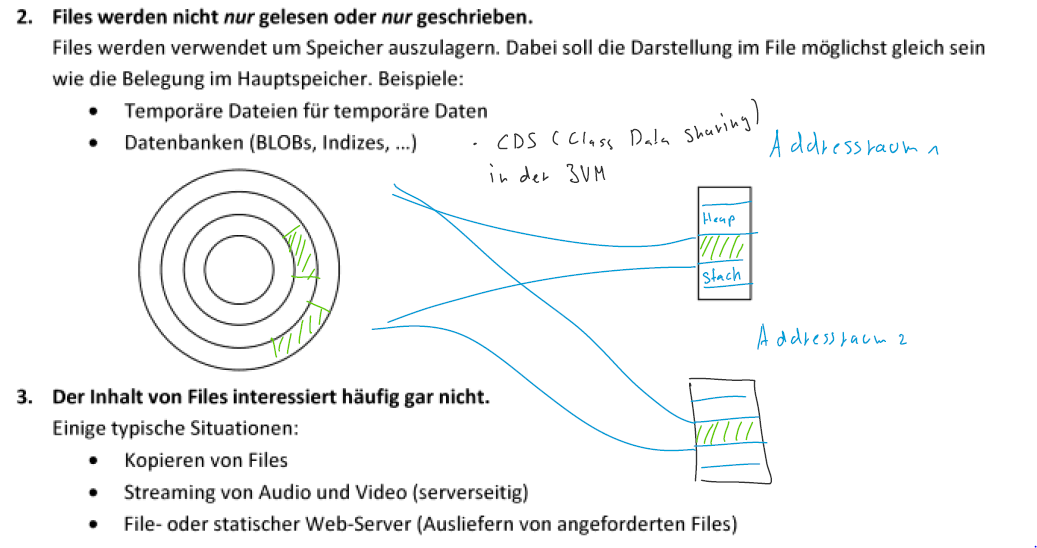 2. Files werden nicht nur gelesen oder nur geschrieben.
Files werden verwendet um Speicher auszulagern. Dabei soll die Darstellung im File möglichst gleich sein
wie die Belegung im Hauptspeicher. Beispiele:
• Temporäre Dateien für temporäre Daten
• Datenbanken (BLOBs, Indizes, ...)
· CDS (Class Data Sharing)
in der JVM
Addressraum 1
Heap
Stach
Addressraum 2
3. Der Inhalt von Files interessiert häufig gar nicht.
Einige typische Situationen:
• Kopieren von Files
• Streaming von Audio und Video (serverseitig)
• File- oder statischer Web-Server (Ausliefern von angeforderten Files)